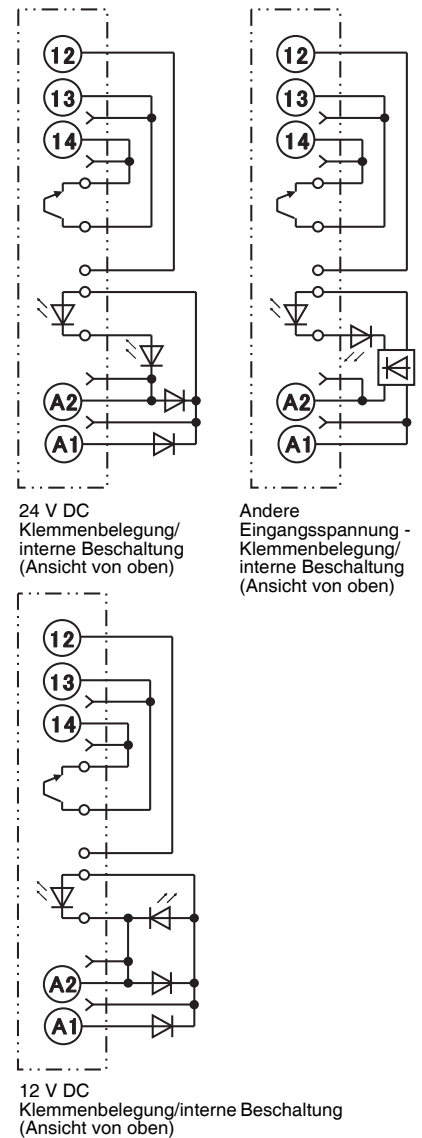 12
13
14
A2
A1
24 V DC
Klemmenbelegung/
interne Beschaltung
(Ansicht von oben)
12
13
14
A2
A1
Andere
Eingangsspannung -
Klemmenbelegung/
interne Beschaltung
(Ansicht von oben)
12
13
14
A2
A1
12 V DC
Klemmenbelegung/interne Beschaltung
(Ansicht von oben)